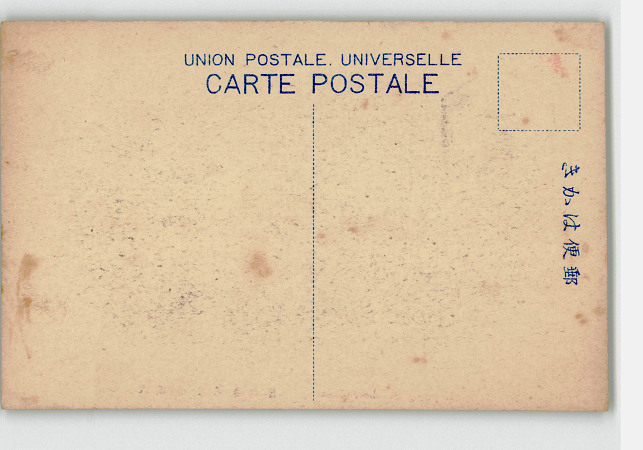 UNION POSTALE. UNIVERSELLE
CARTE POSTALE
郵便はかき